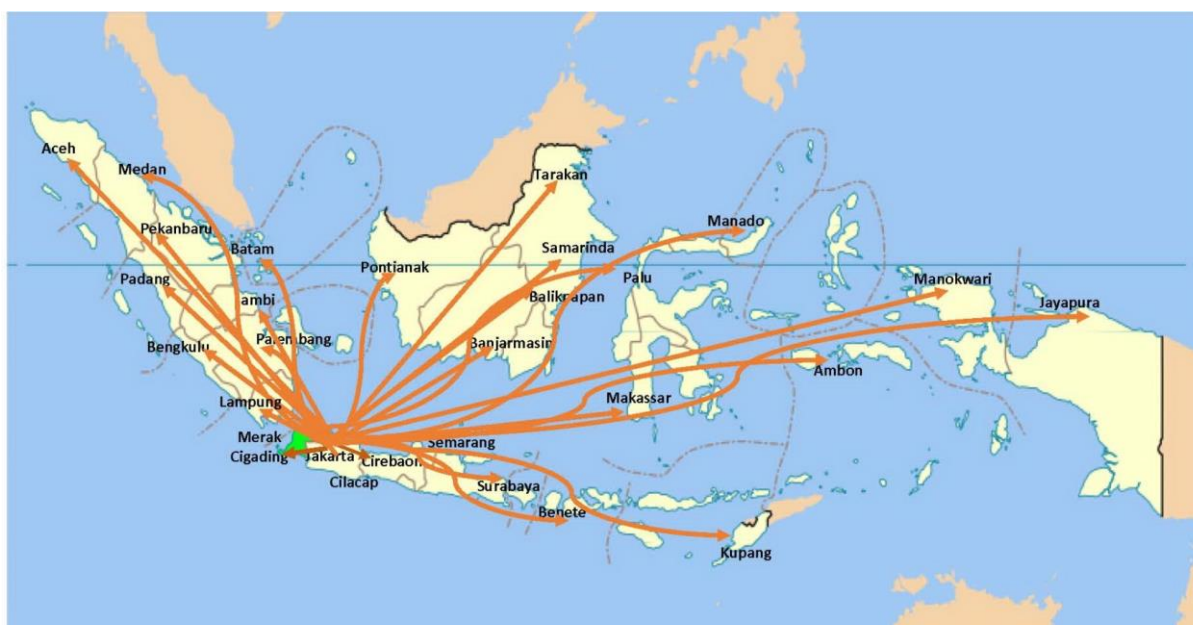 Aceh
Medan
Tarakan
Pekanbaru
Manado
Batam
Samarinda
Pontianak
Palu
Padang
Manokwari
ambi
Balikpapan
Jayapura
Palembang
Bengkulu
Banjarmasin
Ambon
Lampung
Makassar
Merak
Semarang
Cigading
Jakarta
Cirebaon
Cilacap
Surabaya
Benete
Kupang